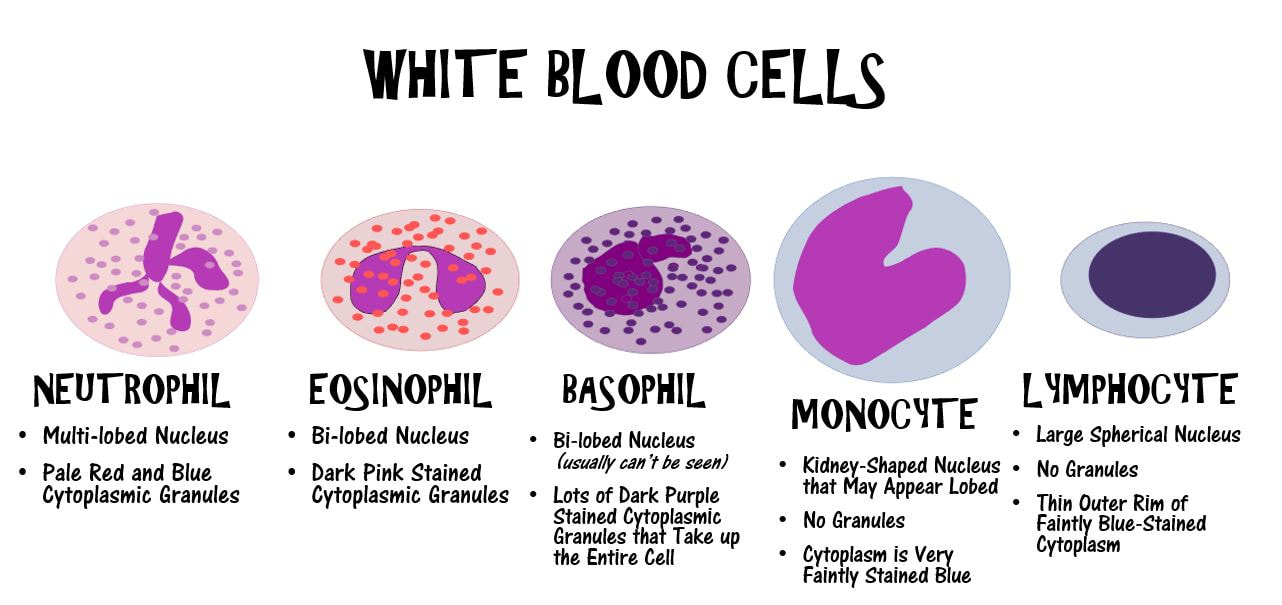 WHITE BLOOD CELLS
NEUTROPHIL
• Multi-lobed Nucleus
• Pale Red and Blue
Cytoplasmic Granules
EOSINOPHIL
• Bi-lobed Nucleus
• Dark Pink Stained
Cytoplasmic Granules
BASOPHIL
• Bi-lobed Nucleus
(usually can't be seen)
• Lots of Dark Purple
Stained Cytoplasmic
Granules that Take up
the Entire Cell
MONOCYTE
• Kidney-Shaped Nucleus
that May Appear Lobed
• No Granules
• Cytoplasm is Very
Faintly Stained Blue
LYMPHOCYTE
• Large Spherical Nucleus
• No Granules
• Thin Outer Rim of
Faintly Blue-Stained
Cytoplasm